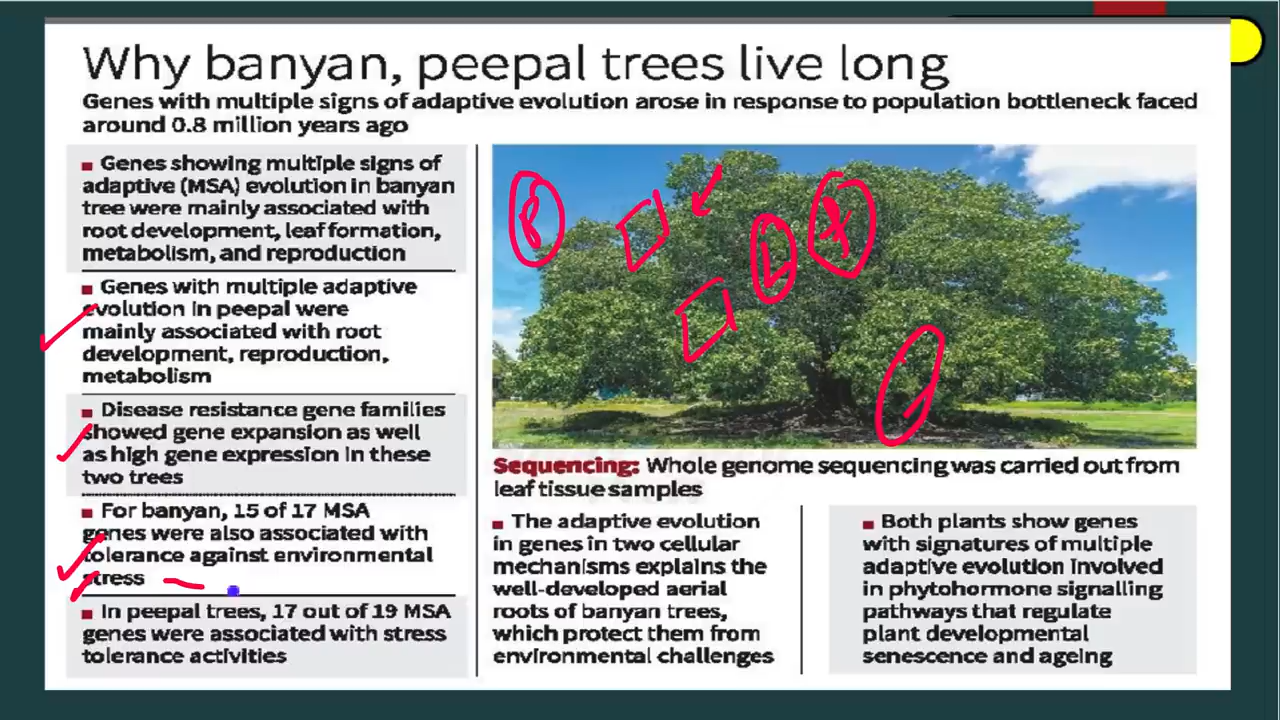 Why banyan, peepal trees live long
Genes with multiple signs of adaptive evolution arose in response to population bottleneck faced
around 0.8 million years ago
Genes showing multiple signs of
adaptive (MSA) evolution in banyan
tree were mainly associated with
root development, leaf formation,
metabolism, and reproduction
Genes with multiple adaptive
evolution in peepal were
mainly associated with root
development, reproduction,
metabolism
Disease resistance gene families
showed gene expansion as well
as high gene expression in these
two trees
For banyan, 15 of 17 MSA
genes were also associated with
tolerance against environmental
stress
In peepal trees, 17 out of 19 MSA
genes were associated with stress
tolerance activities
Sequencing: Whole genome sequencing was carried out from
leaf tissue samples
The adaptive evolution
in genes in two cellular
mechanisms explains the
well-developed aerial
roots of banyan trees,
which protect them from
environmental challenges
Both plants show genes
with signatures of multiple
adaptive evolution involved
in phytohormone signalling
pathways that regulate
plant developmental
senescence and ageing